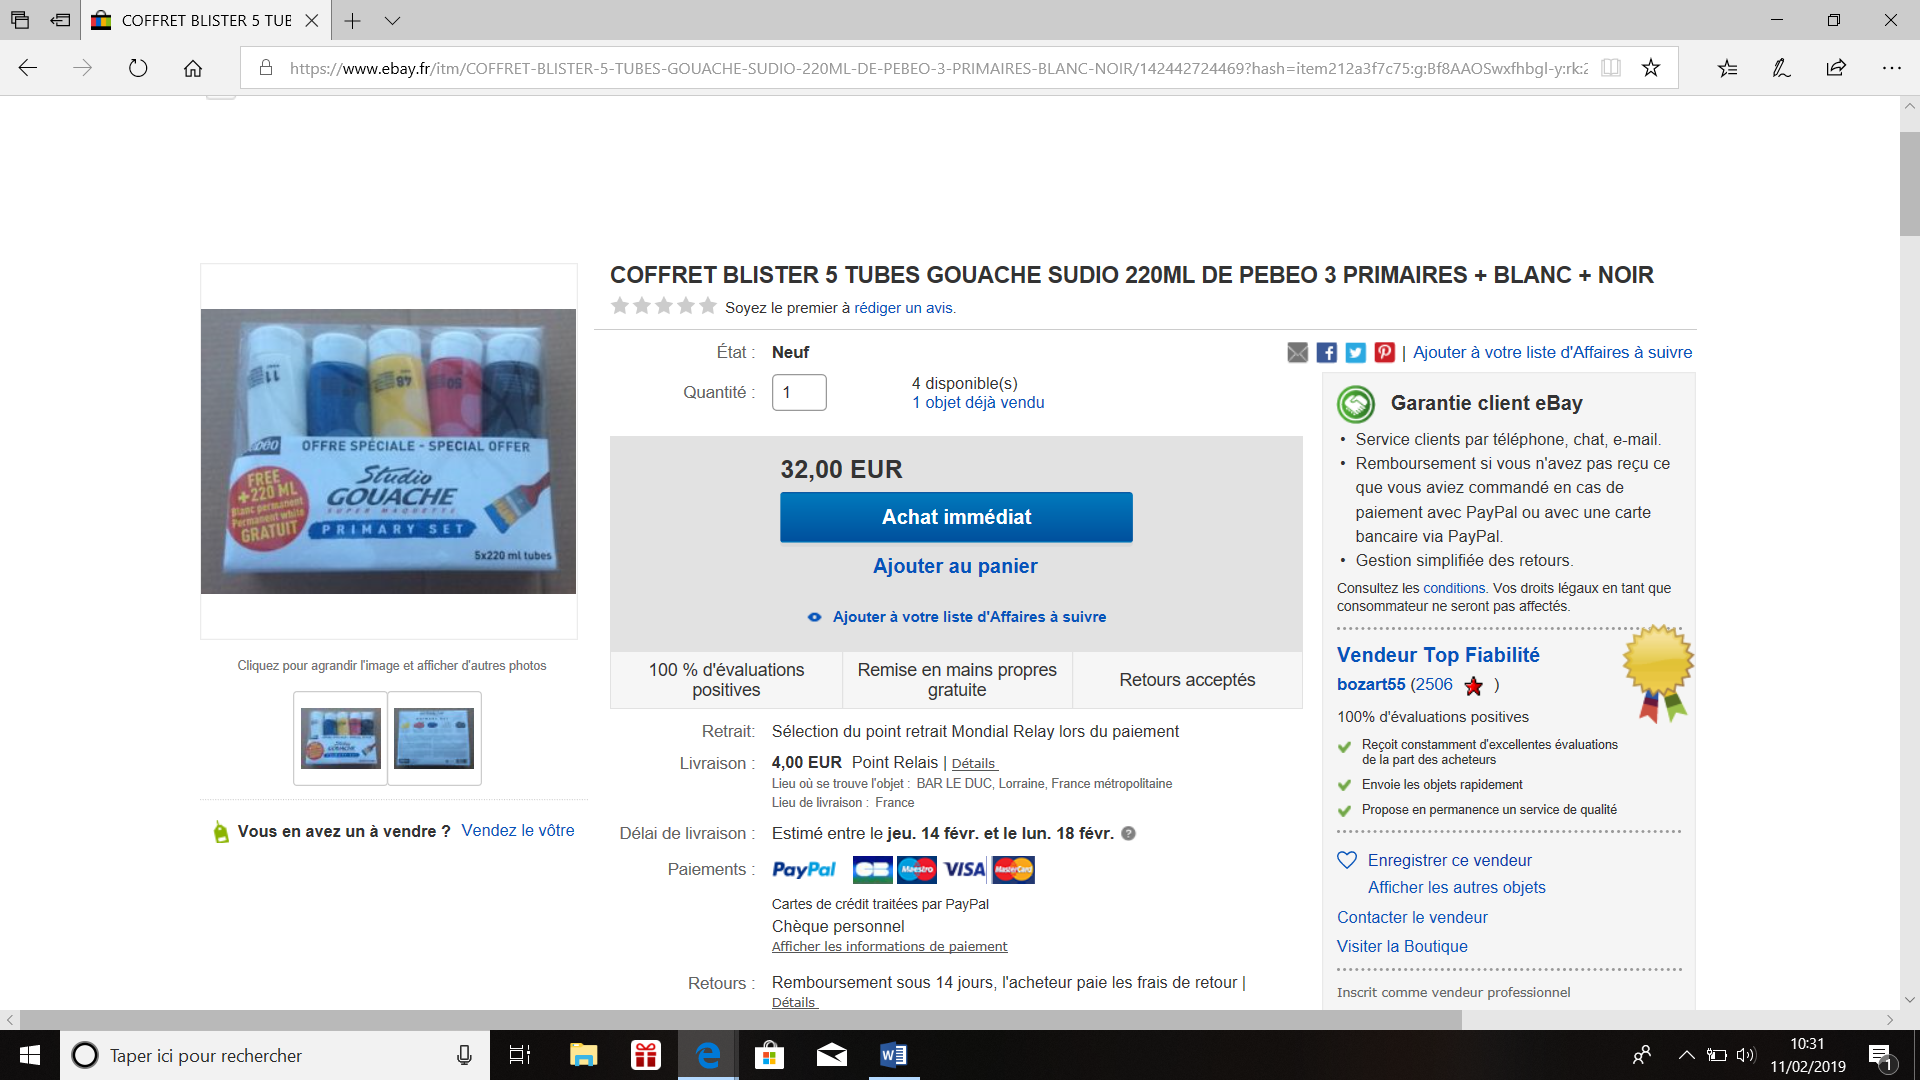 COFFRET BLISTER 5 TUE
https://www.ebay.fr/itm/COFFRET-BLISTER-5-TUBES-GOUACHE-SUDIO-220ML-DE-PEBEO-3-PRIMAIRES-BLANC-NOIR/142442724469?hash=item212a3f7c75:g:Bf8AAOSwxfhbgl-y:rk:2
COFFRET BLISTER 5 TUBES GOUACHE SUDIO 220ML DE PEBEO 3 PRIMAIRES + BLANC + NOIR
Soyez le premier à rédiger un avis.
État : Neuf
Quantité : 1
4 disponible(s)
1 objet déjà vendu
32,00 EUR
Achat immédiat
Ajouter au panier
Ajouter à votre liste d'Affaires à suivre
100 % d'évaluations positives
Remise en mains propres gratuite
Retours acceptés
Retrait: Sélection du point retrait Mondial Relay lors du paiement
Livraison : 4,00 EUR Point Relais | Détails
Lieu où se trouve l'objet : BAR LE DUC, Lorraine, France métropolitaine
Lieu de livraison : France
Délai de livraison : Estimé entre le jeu. 14 févr. et le lun. 18 févr. ?
Paiements : PayPal CB Maestro VISA MasterCard
Cartes de crédit traitées par PayPal
Chèque personnel
Afficher les informations de paiement
Retours : Remboursement sous 14 jours, l'acheteur paie les frais de retour |
Détails
11
48
50
OFFRE SPÉCIALE - SPECIAL OFFER
FREE
+220 ML
Blanc permanent
Permanent white
GRATUIT
Studio
GOUACHE
SUPER MAQUETTE
PRIMARY SET
5x220 ml tubes
Cliquez pour agrandir l'image et afficher d'autres photos
Vous en avez un à vendre ? Vendez le vôtre
| Ajouter à votre liste d'Affaires à suivre
Garantie client eBay
• Service clients par téléphone, chat, e-mail.
• Remboursement si vous n'avez pas reçu ce
que vous aviez commandé en cas de
paiement avec PayPal ou avec une carte
bancaire via PayPal.
• Gestion simplifiée des retours.
Consultez les conditions. Vos droits légaux en tant que
consommateur ne seront pas affectés.
Vendeur Top Fiabilité
bozart55 (2506 )
100% d'évaluations positives
Reçoit constamment d'excellentes évaluations
de la part des acheteurs
Envoie les objets rapidement
Propose en permanence un service de qualité
Enregistrer ce vendeur
Afficher les autres objets
Contacter le vendeur
Visiter la Boutique
Inscrit comme vendeur professionnel
Taper ici pour rechercher
10:31
11/02/2019
1